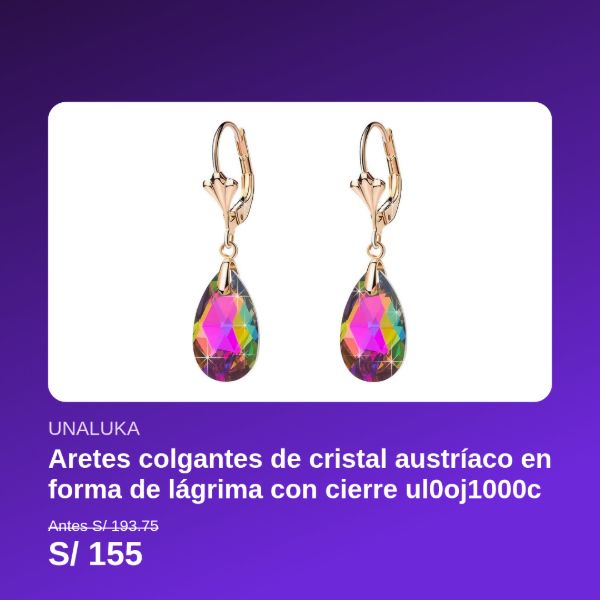 UNALUKA
Aretes colgantes de cristal austríaco en
forma de lágrima con cierre ul0oj1000c
Antes S/ 193.75
S/ 155